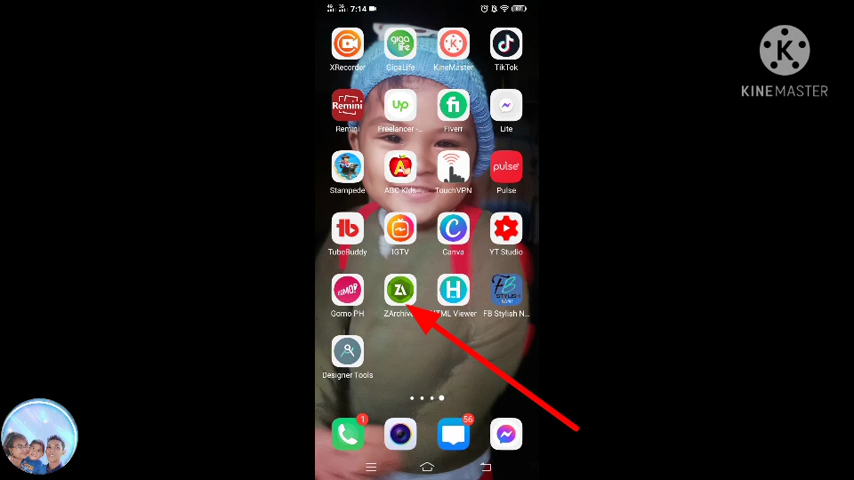 7:14
XRecorder
GigaLife
KineMaster
TikTok
Remini
Freelancer -...
Fiverr
Lite
Stampede
ABC Kids
TouchVPN
Pulse
TubeBuddy
IGTV
Canva
YT Studio
Gomo PH
ZArchive
HTML Viewer
FB Stylish N...
Designer Tools
1
56
KINEMASTER